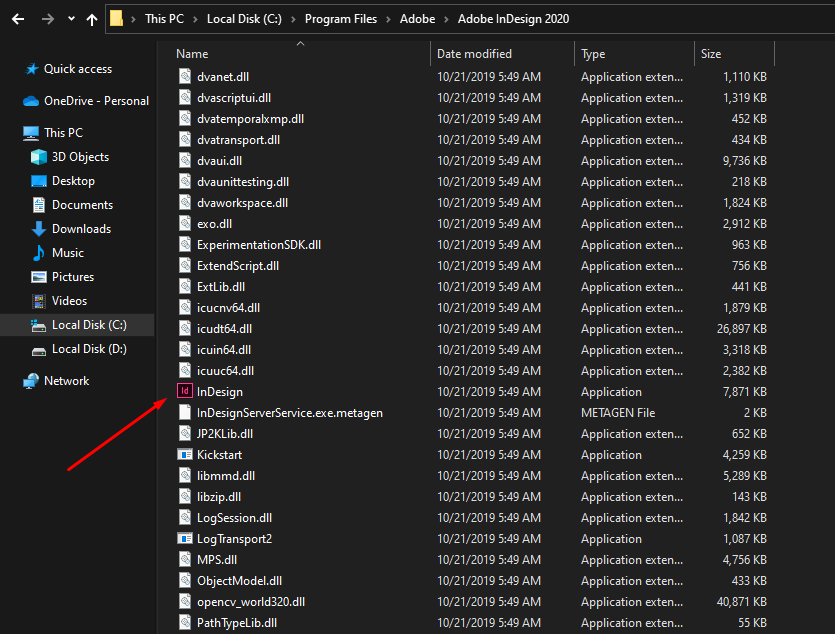 This PC > Local Disk (C:) > Program Files > Adobe > Adobe InDesign 2020
Name Date modified Type Size
Quick access
OneDrive - Personal
This PC
3D Objects
Desktop
Documents
Downloads
Music
Pictures
Videos
Local Disk (C:)
Local Disk (D:)
Network
dvanet.dll 10/21/2019 5:49 AM Application exten... 1,110 KB
dvascriptui.dll 10/21/2019 5:49 AM Application exten... 1,319 KB
dvatemporalxmp.dll 10/21/2019 5:49 AM Application exten... 452 KB
dvatransport.dll 10/21/2019 5:49 AM Application exten... 434 KB
dvaui.dll 10/21/2019 5:49 AM Application exten... 9,736 KB
dvaunittesting.dll 10/21/2019 5:49 AM Application exten... 218 KB
dvaworkspace.dll 10/21/2019 5:49 AM Application exten... 1,824 KB
exo.dll 10/21/2019 5:49 AM Application exten... 2,912 KB
ExperimentationSDK.dll 10/21/2019 5:49 AM Application exten... 963 KB
ExtendScript.dll 10/21/2019 5:49 AM Application exten... 756 KB
ExtLib.dll 10/21/2019 5:49 AM Application exten... 441 KB
icucnv64.dll 10/21/2019 5:49 AM Application exten... 1,879 KB
icudt64.dll 10/21/2019 5:49 AM Application exten... 26,897 KB
icuin64.dll 10/21/2019 5:49 AM Application exten... 3,318 KB
icuuc64.dll 10/21/2019 5:49 AM Application exten... 2,382 KB
Id InDesign 10/21/2019 5:49 AM Application 7,871 KB
InDesignServerService.exe.metagen 10/21/2019 5:49 AM METAGEN File 2 KB
JP2KLib.dll 10/21/2019 5:49 AM Application exten... 652 KB
Kickstart 10/21/2019 5:49 AM Application 4,259 KB
libmmd.dll 10/21/2019 5:49 AM Application exten... 5,289 KB
libzip.dll 10/21/2019 5:49 AM Application exten... 143 KB
LogSession.dll 10/21/2019 5:49 AM Application exten... 1,842 KB
LogTransport2 10/21/2019 5:49 AM Application 1,087 KB
MPS.dll 10/21/2019 5:49 AM Application exten... 4,756 KB
ObjectModel.dll 10/21/2019 5:49 AM Application exten... 433 KB
opencv_world320.dll 10/21/2019 5:49 AM Application exten... 40,871 KB
PathTypeLib.dll 10/21/2019 5:49 AM Application exten... 55 KB